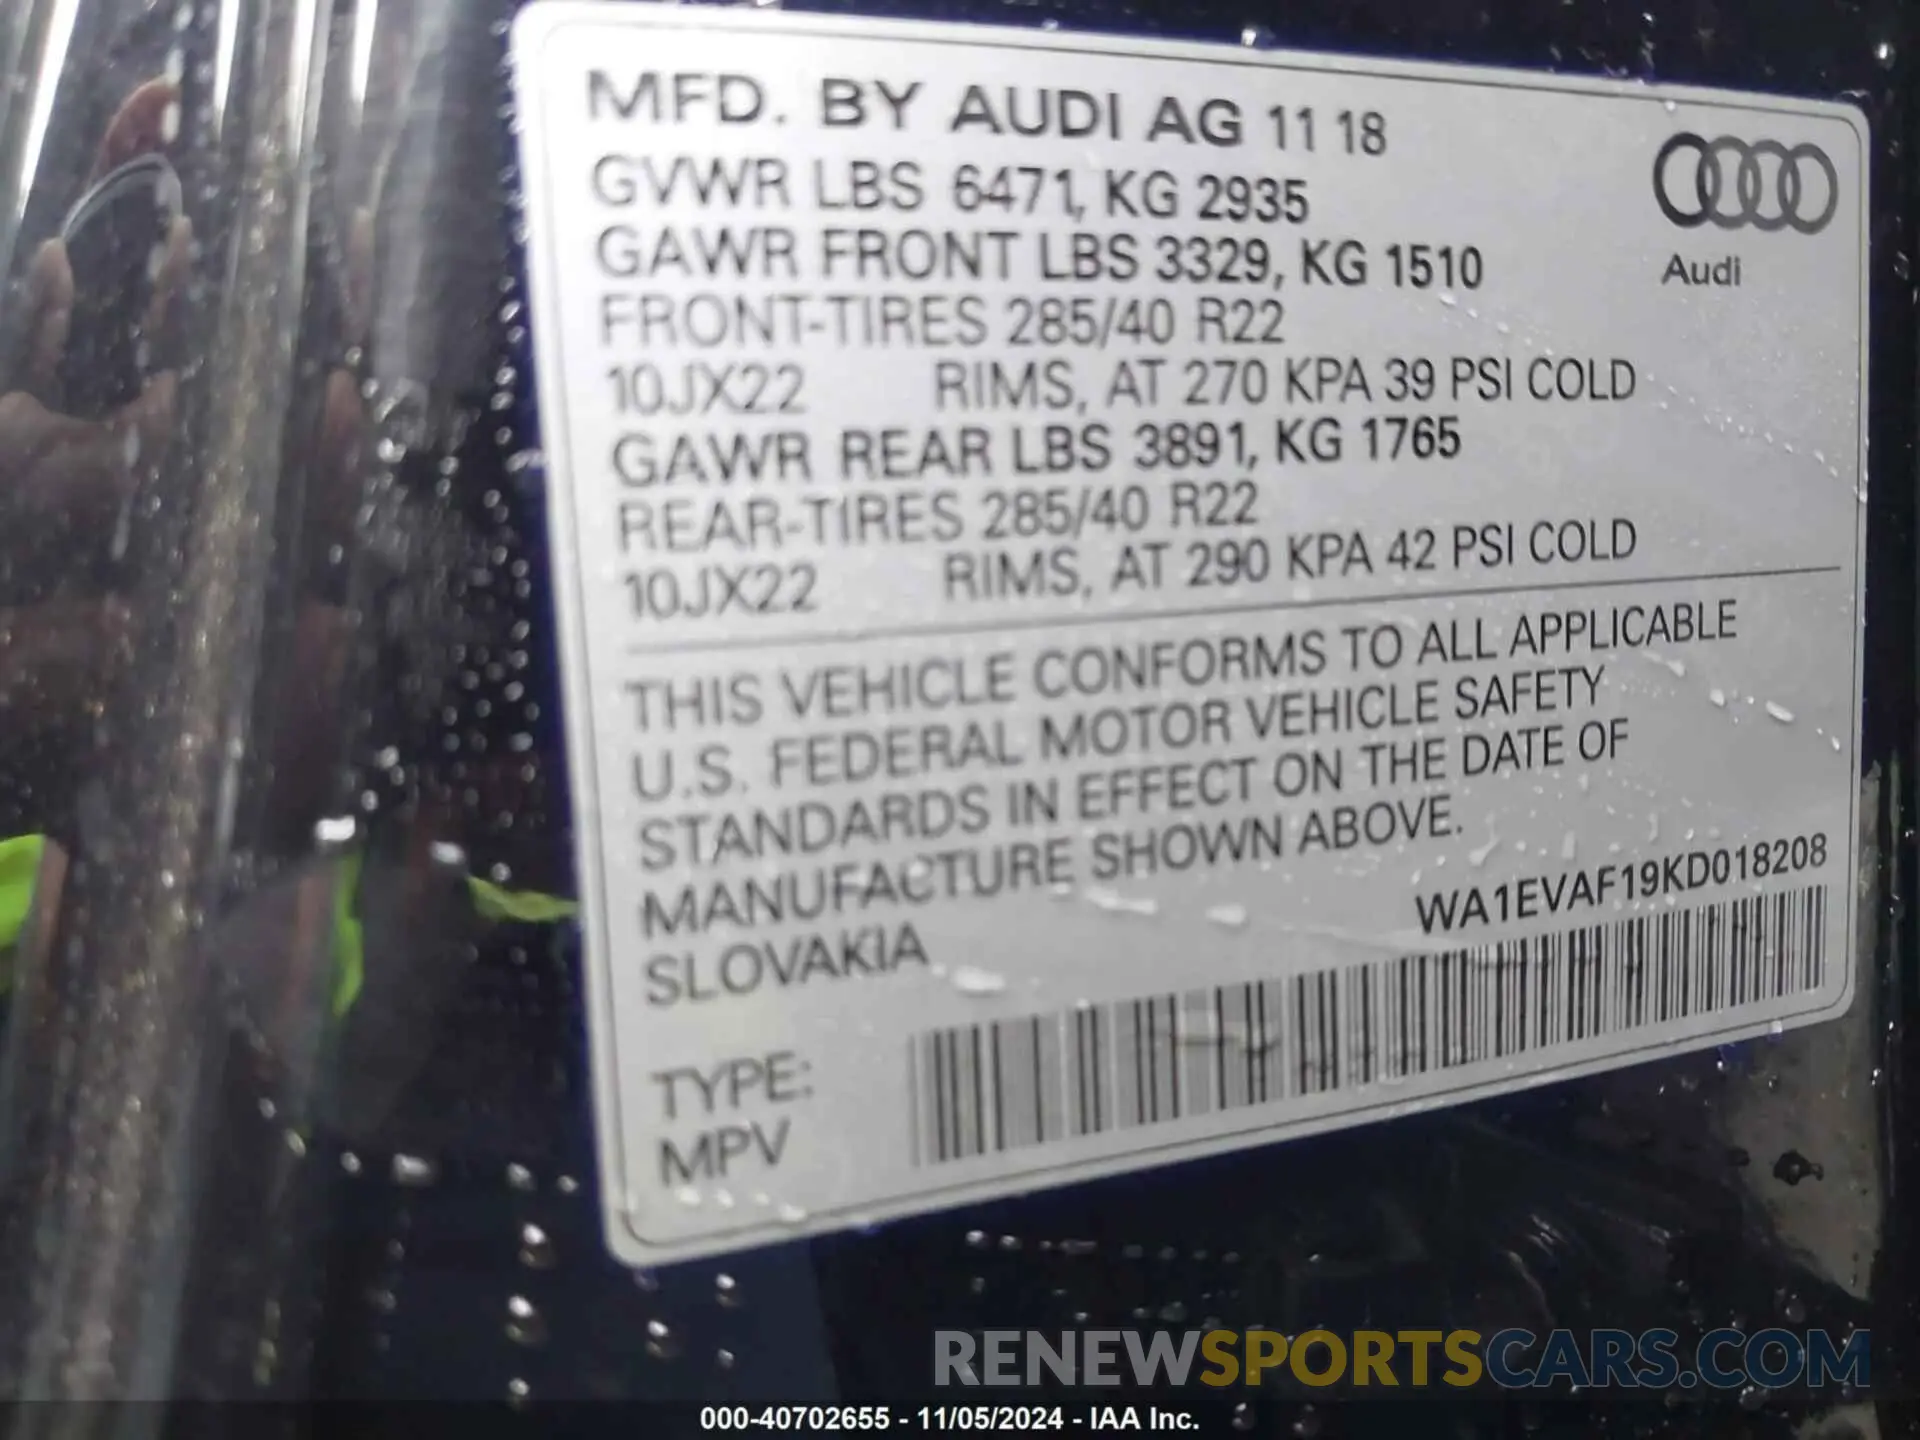 MFD. BY AUDI AG 11 18
GVWR LBS 6471, KG 2935
GAWR FRONT LBS 3329, KG 1510
FRONT-TIRES 285/40 R22
10JX22 RIMS, AT 270 KPA 39 PSI COLD
GAWR REAR LBS 3891, KG 1765
REAR-TIRES 285/40 R22
10JX22 RIMS, AT 290 KPA 42 PSI COLD
Audi
THIS VEHICLE CONFORMS TO ALL APPLICABLE
U.S. FEDERAL MOTOR VEHICLE SAFETY
STANDARDS IN EFFECT ON THE DATE OF
MANUFACTURE SHOWN ABOVE.
SLOVAKIA
WA1EVAF19KD018208
TYPE:
MPV
RENEWSPORTSCARS.COM
000-40702655 - 11/05/2024 - IAA Inc.